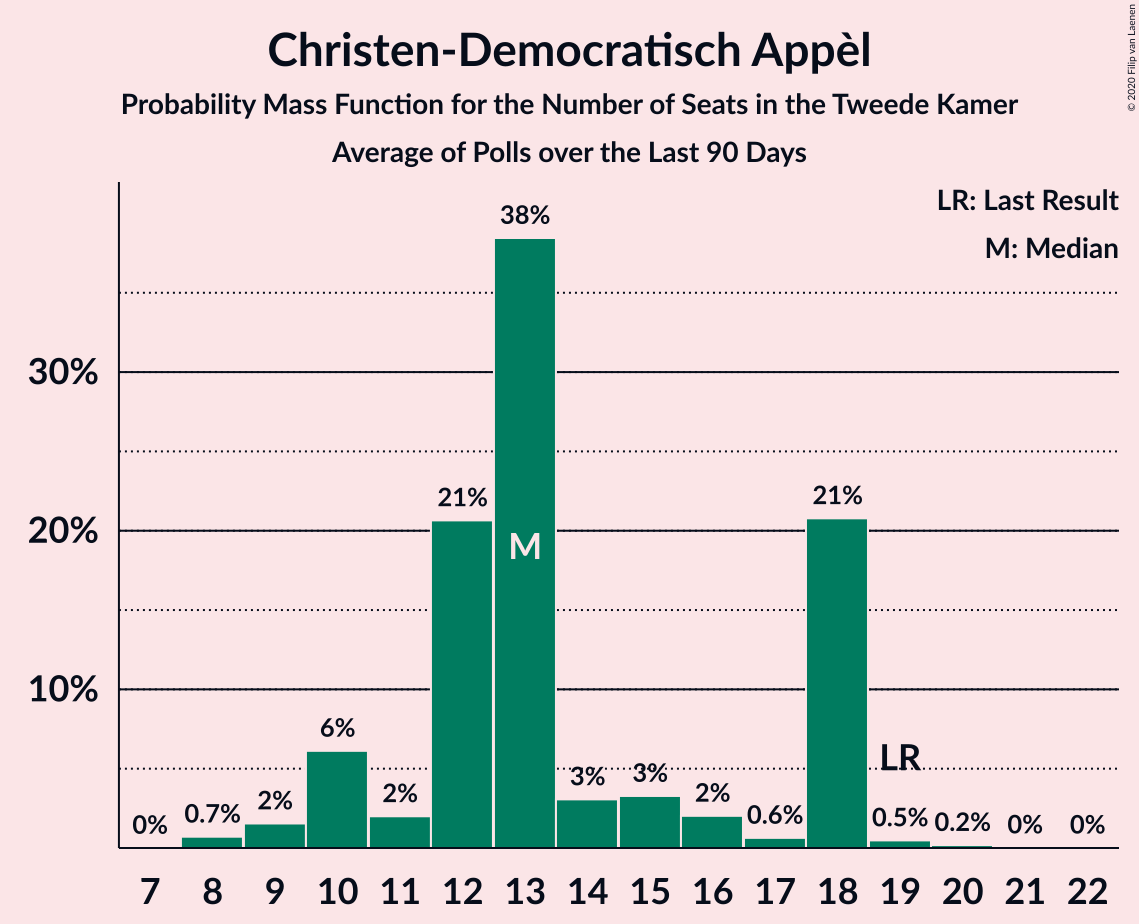 Christen-Democratisch Appèl
Probability Mass Function for the Number of Seats in the Tweede Kamer
Average of Polls over the Last 90 Days
© 2020 Filip van Laenen
LR: Last Result
M: Median
38%
30%
21%
21%
20%
M
10%
6%
LR
3%
3%
2%
2%
2%
0.7%
0.6%
0.5%
0.2%
0%
0%
0%
7 8 9 10 11 12 13 14 15 16 17 18 19 20 21 22